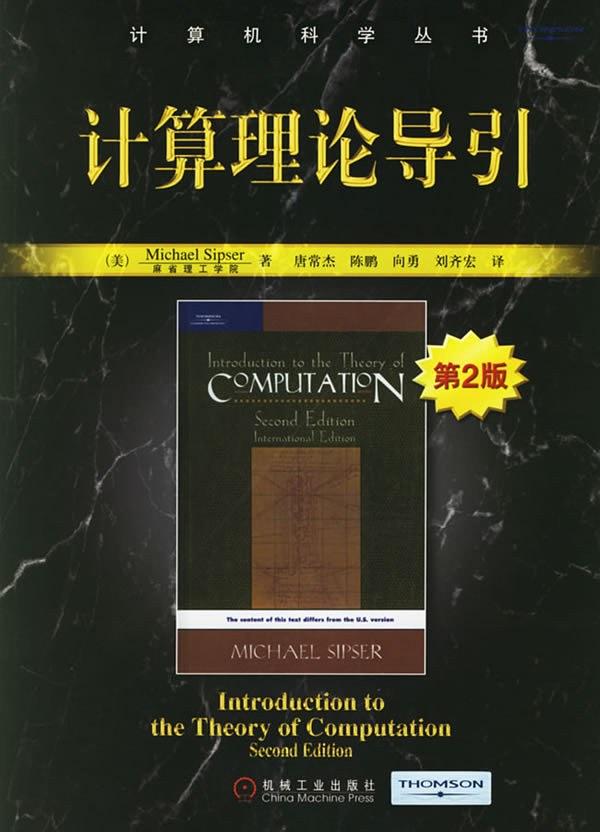 计算机科学丛书
计算理论导引
(美) Michael Sipser 著 唐常杰 陈鹏 向勇 刘齐宏 译
麻省理工学院
THOMSON
Introduction to the Theory of
COMPUTATION
Second Edition
International Edition
第2版
The content of this text differs from the U.S. version
MICHAEL SIPSER
Introduction to
the Theory of Computation
Second Edition
机械工业出版社
China Machine Press
THOMSON